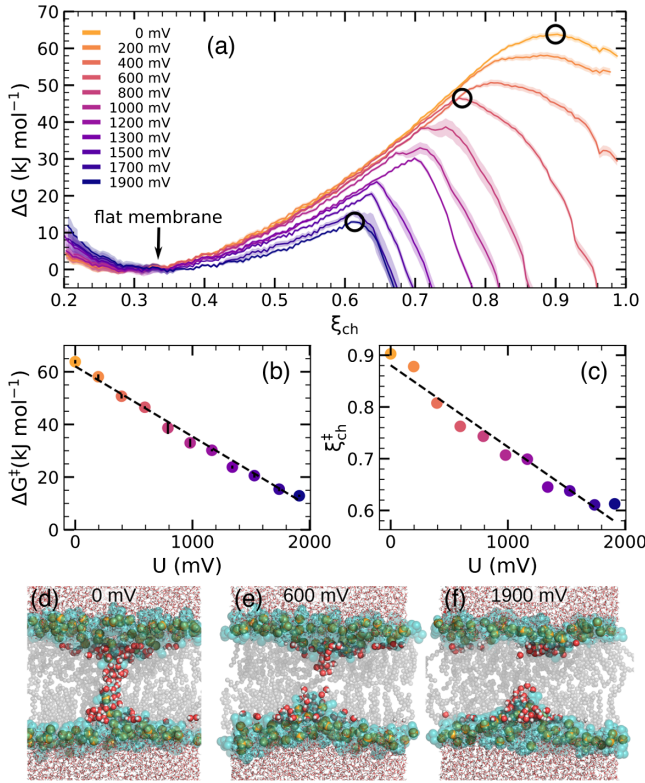 70
60
50
40
30
20
10
0
ΔG (kJ mol⁻¹)
(a)
0 mV
200 mV
400 mV
600 mV
800 mV
1000 mV
1200 mV
1300 mV
1500 mV
1700 mV
1900 mV
flat membrane
0.2 0.3 0.4 0.5 0.6 0.7 0.8 0.9 1.0
ξch
(b)
60
40
20
0
ΔG‡(kJ mol⁻¹)
0 1000 2000
U (mV)
(c)
0.9
0.8
0.7
0.6
ξ‡ch
0 1000 2000
U (mV)
(d) 0 mV
(e) 600 mV
(f) 1900 mV